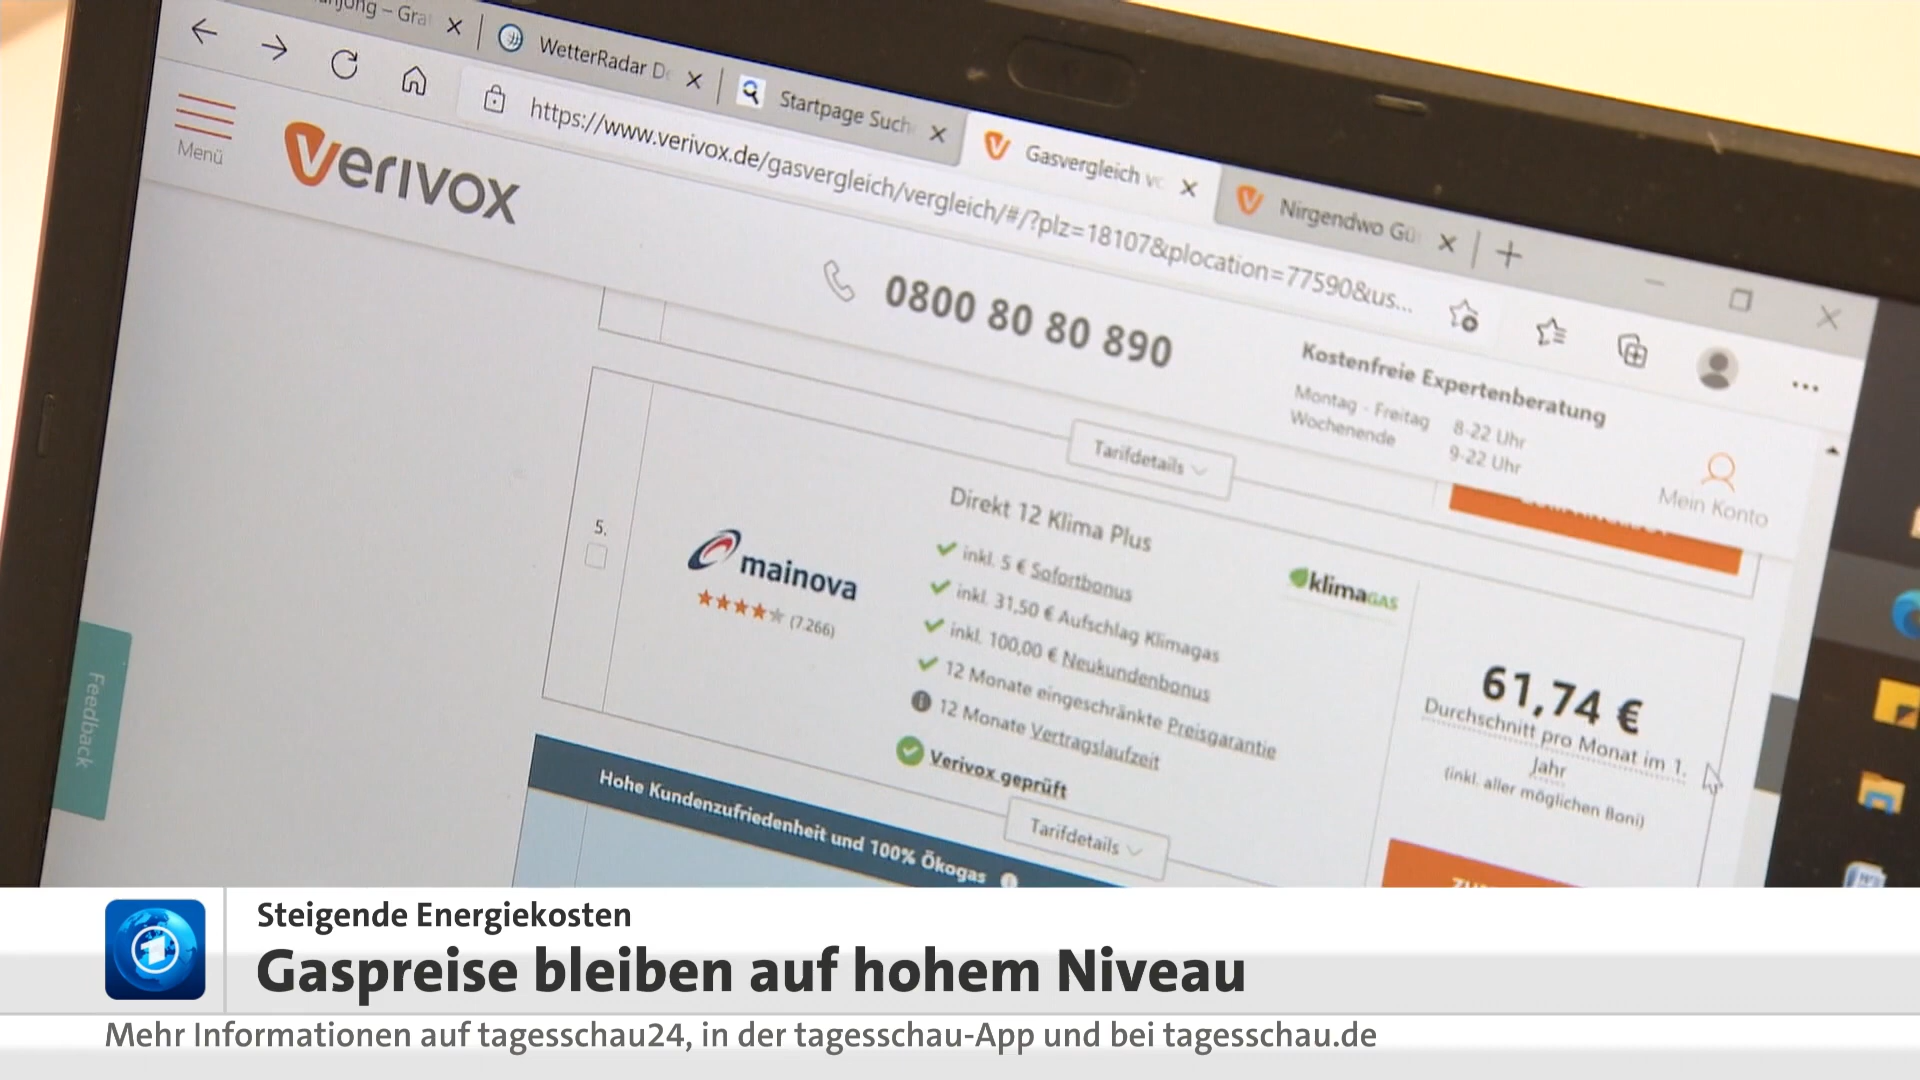 Gra
WetterRadar D
Startpage Such
Gasvergleich v
Nirgendwo Gü
https://www.verivox.de/gasvergleich/vergleich/#/?plz=18107&plocation=77590&us...
Menü
verivox
0800 80 80 890
Kostenfreie Expertenberatung
Montag - Freitag 8-22 Uhr
Wochenende 9-22 Uhr
Mein Konto
Tarifdetails
5.
mainova
(7.266)
Direkt 12 Klima Plus
inkl. 5 € Sofortbonus
inkl. 31,50 € Aufschlag Klimagas
inkl. 100,00 € Neukundenbonus
12 Monate eingeschränkte Preisgarantie
12 Monate Vertragslaufzeit
Verivox geprüft
klimaGAS
61,74 €
Durchschnitt pro Monat im 1.
Jahr
(inkl. aller möglichen Boni)
Tarifdetails
Feedback
Hohe Kundenzufriedenheit und 100% Ökogas
1
Steigende Energiekosten
Gaspreise bleiben auf hohem Niveau
Mehr Informationen auf tagesschau24, in der tagesschau-App und bei tagesschau.de